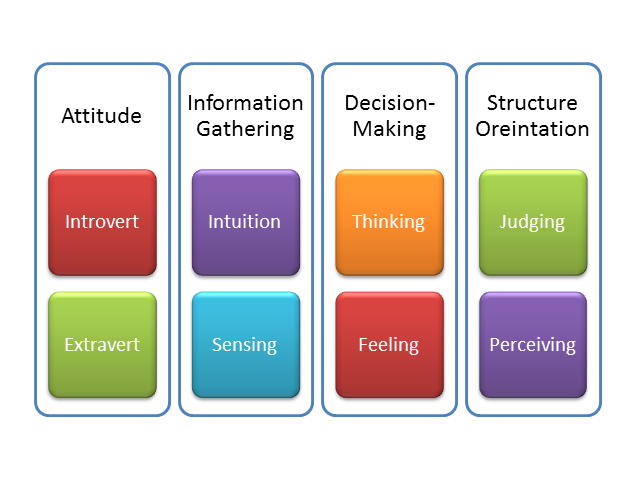 Attitude
Introvert
Extravert
Information
Gathering
Intuition
Sensing
Decision-
Making
Thinking
Feeling
Structure
Oreintation
Judging
Perceiving